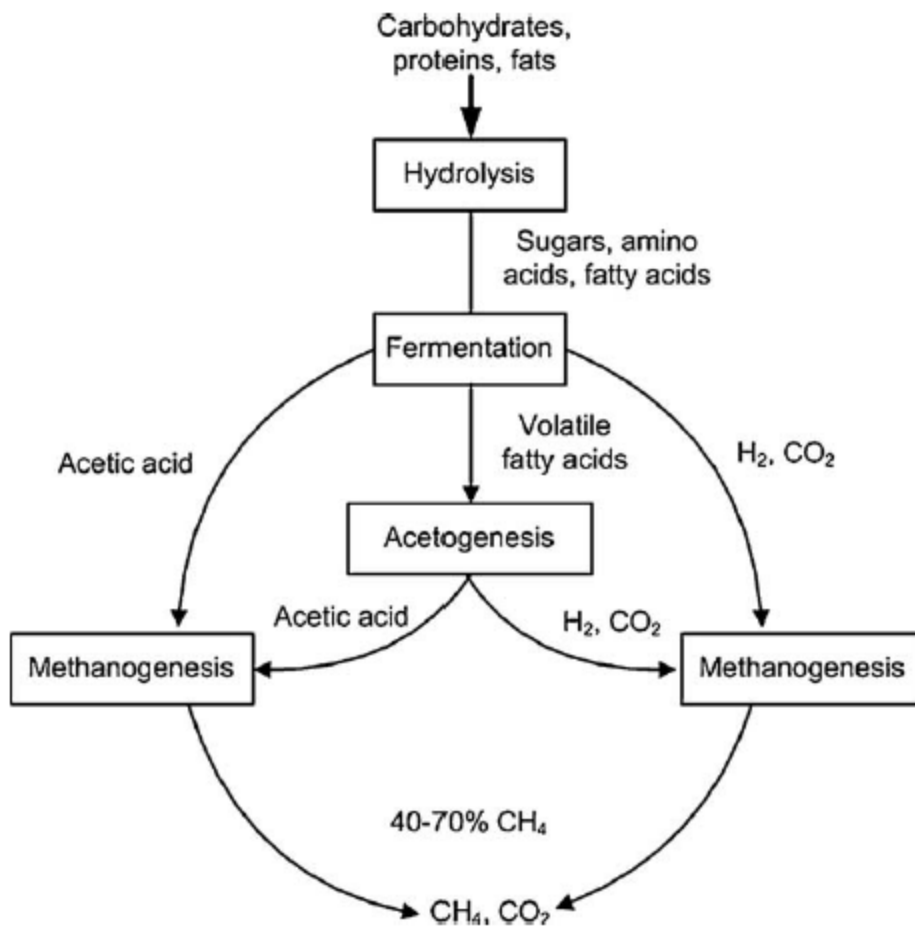 Carbohydrates,
proteins, fats
Hydrolysis
Sugars, amino
acids, fatty acids
Fermentation
Volatile
fatty acids
Acetic acid
H₂, CO₂
Acetogenesis
Acetic acid
H₂, CO₂
Methanogenesis
Methanogenesis
40-70% CH₄
CH₄, CO₂